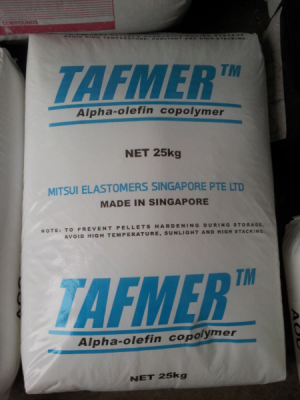 TAFMER™
Alpha-olefin copolymer
NET 25kg
MITSUI ELASTOMERS SINGAPORE PTE LTD
MADE IN SINGAPORE
NOTE: TO PREVENT PELLETS HARDENING DURING STORAGE,
AVOID HIGH TEMPERATURE, SUNLIGHT AND HIGH STACKING.
TAFMER™
Alpha-olefin copolymer
NET 25kg